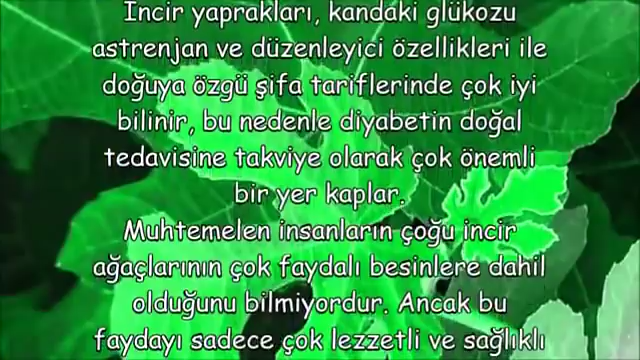 İncir yaprakları, kandaki glükozu
astrenjan ve düzenleyici özellikleri ile
doğuya özgü şifa tariflerinde çok iyi
bilinir, bu nedenle diyabetin doğal
tedavisine takviye olarak çok önemli
bir yer kaplar.
Muhtemelen insanların çoğu incir
ağaçlarının çok faydalı besinlere dahil
olduğunu bilmiyordur. Ancak bu
faydayı sadece çok lezzetli ve sağlıklı